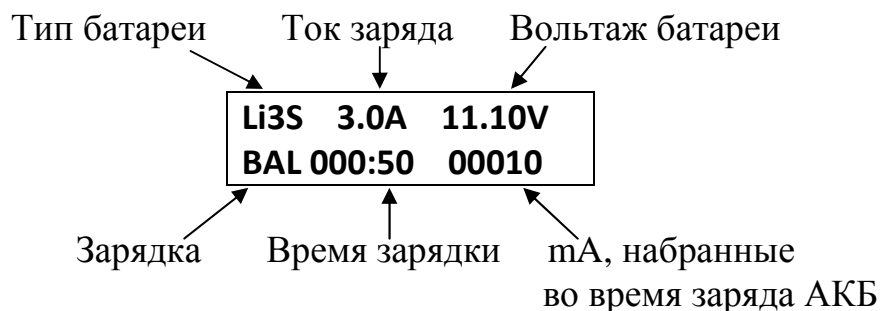 Тип батареи Ток заряда Вольтаж батареи
Li3S 3.0A 11.10V
BAL 000:50 00010
Зарядка Время зарядки mA, набранные
во время заряда АКБ